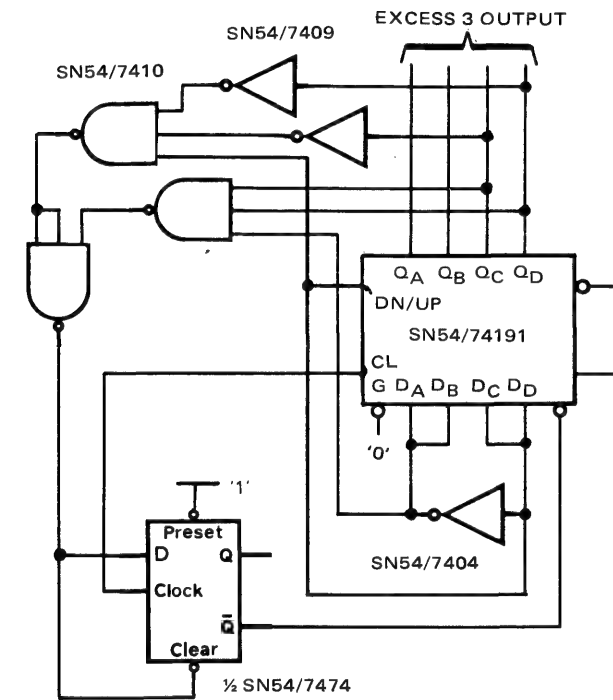 EXCESS 3 OUTPUT
SN54/7409
SN54/7410
QA QB QC QD
DN/UP
SN54/74191
CL
G DA DB DC DD
'0'
'1'
Preset
SN54/7404
D Q
Clock
Q̅
Clear
½ SN54/7474